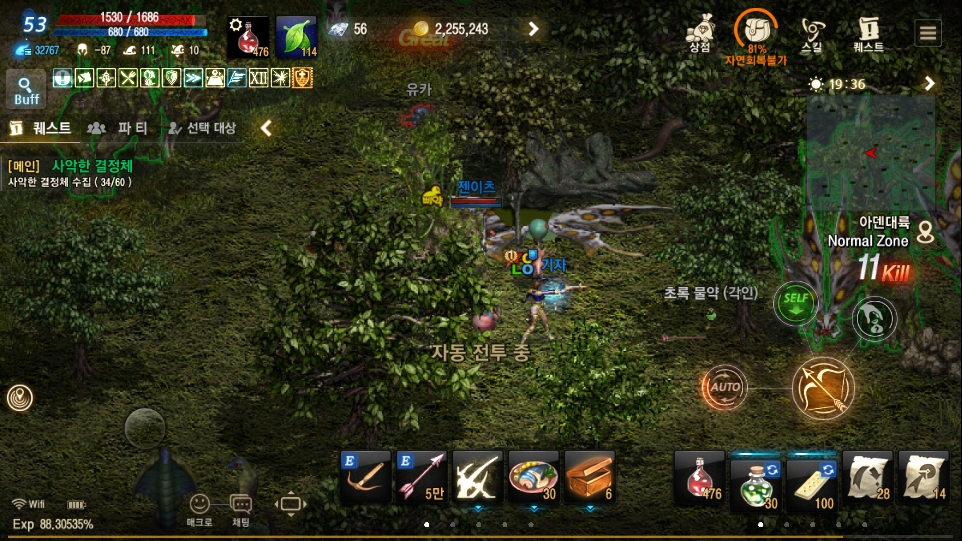 53
1530 / 1686
680 / 680
32767
-87
111
10
476
114
56
2,255,243
Great
상점
81%
자연회복불가
스킬
퀘스트
Buff
XII
19:36
퀘스트
파 티
선택 대상
[메인] 사악한 결정체
사악한 결정체 수집 ( 34/60 )
유카
젠이츠
삐약
기자
아덴대륙
Normal Zone
11 Kill
초록 물약 (각인)
SELF
AUTO
자동 전투 중
E
E
5만
30
6
476
30
100
28
14
Wifi
매크로
채팅
Exp 88,30535%